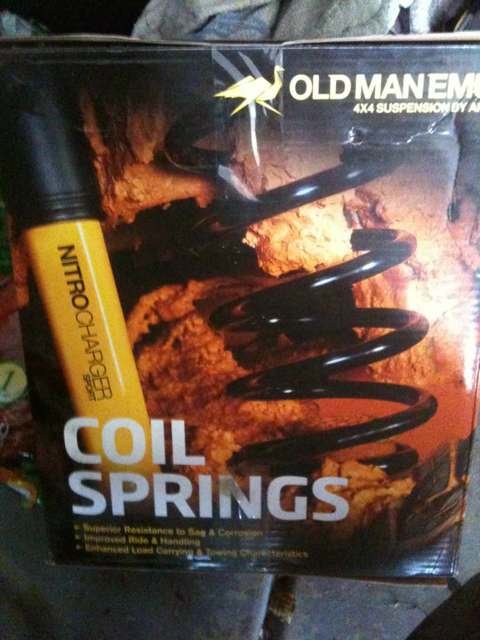 OLD MAN EMU
4X4 SUSPENSION BY A
NITROCHARGER
SPORT
COIL
SPRINGS
▸ Superior Resistance to Sag & Corrosion
▸ Improved Ride & Handling
▸ Enhanced Load Carrying & Towing Characteristics